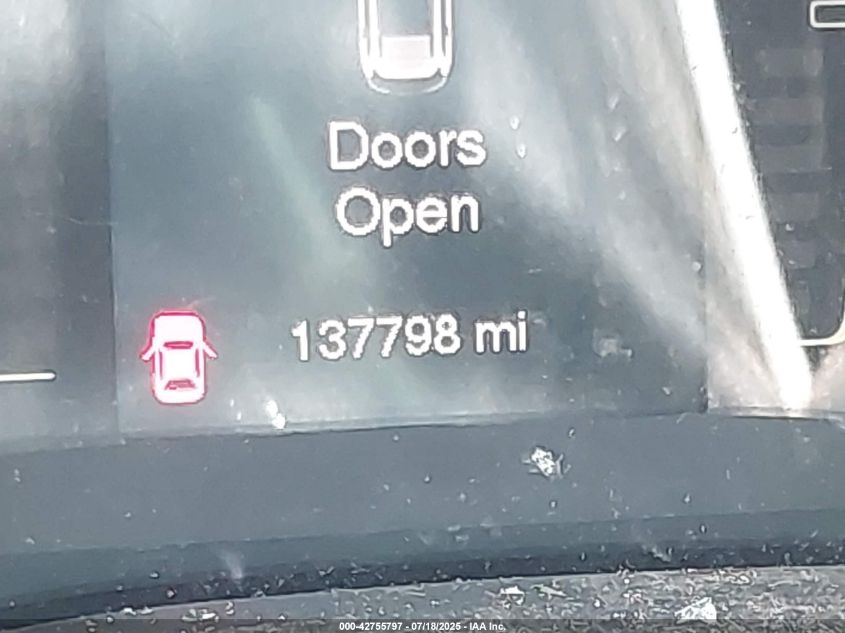 Doors
Open
137798 mi
000-42755797 - 07/18/2025 - IAA Inc.